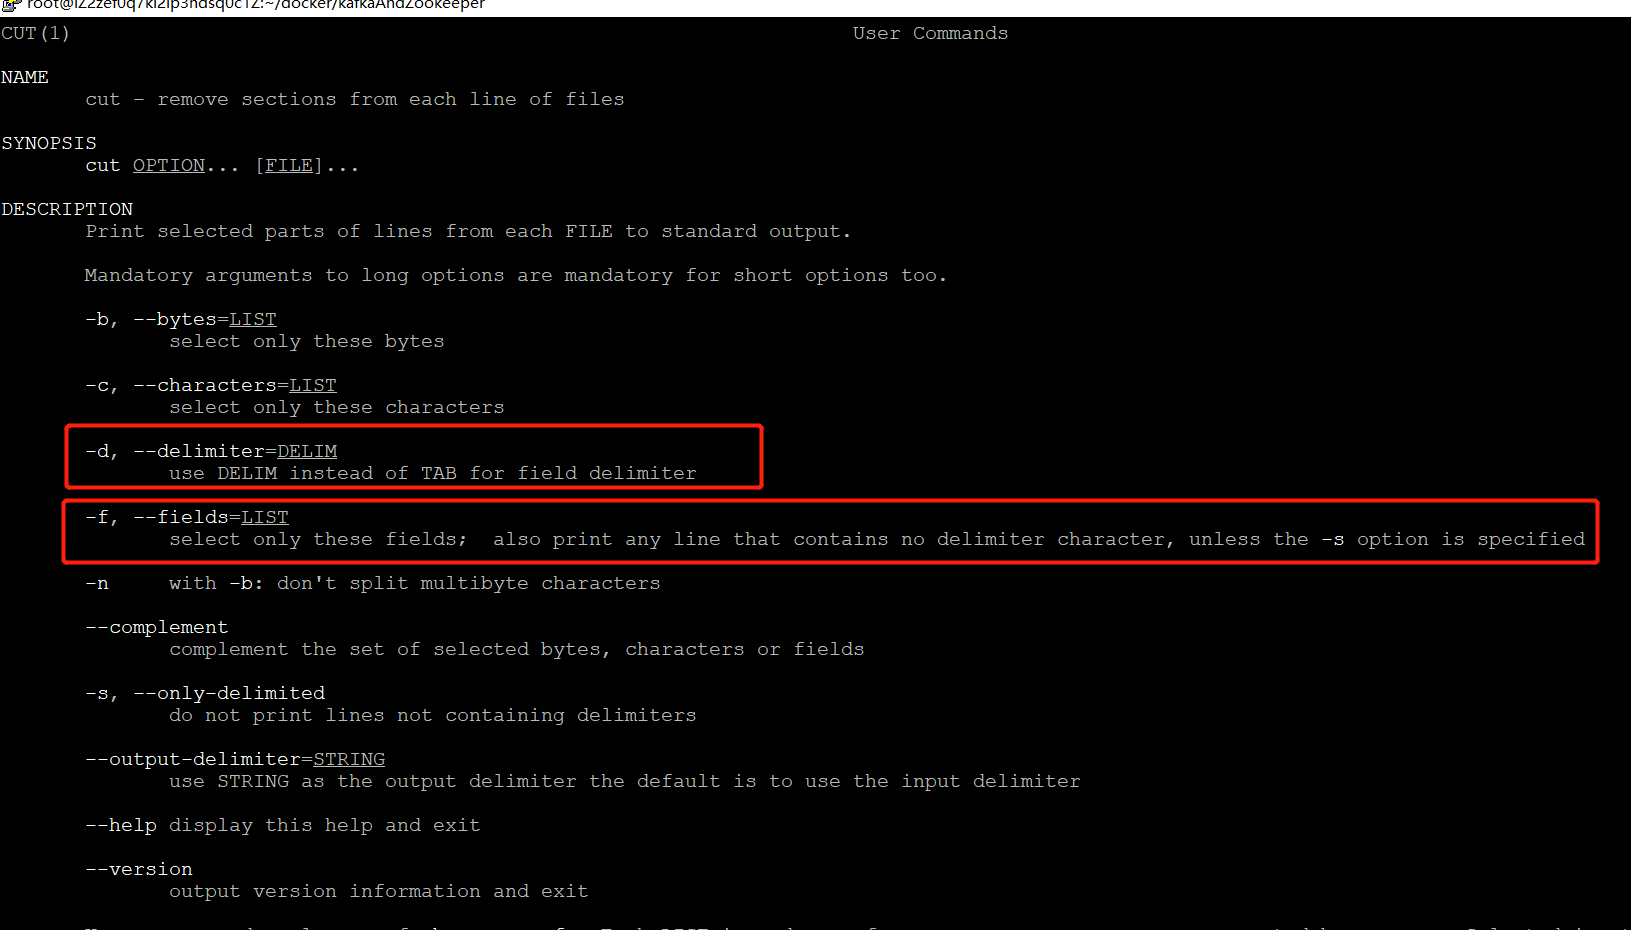 root@iZ2zef0q7ki2ip3ndsq0c1Z:~/docker/kafkaAndZookeeper
CUT(1) User Commands
NAME
cut - remove sections from each line of files
SYNOPSIS
cut OPTION... [FILE]...
DESCRIPTION
Print selected parts of lines from each FILE to standard output.
Mandatory arguments to long options are mandatory for short options too.
-b, --bytes=LIST
select only these bytes
-c, --characters=LIST
select only these characters
-d, --delimiter=DELIM
use DELIM instead of TAB for field delimiter
-f, --fields=LIST
select only these fields;  also print any line that contains no delimiter character, unless the -s option is specified
-n     with -b: don't split multibyte characters
--complement
complement the set of selected bytes, characters or fields
-s, --only-delimited
do not print lines not containing delimiters
--output-delimiter=STRING
use STRING as the output delimiter the default is to use the input delimiter
--help display this help and exit
--version
output version information and exit